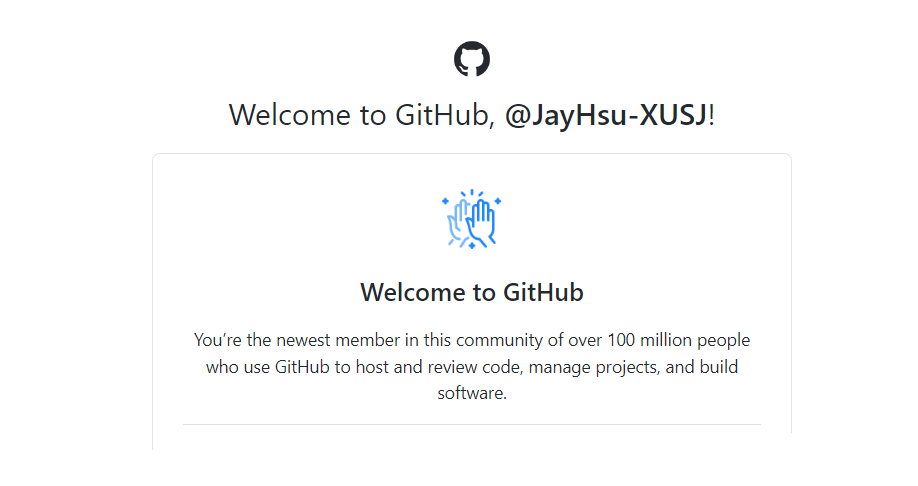 Welcome to GitHub, @JayHsu-XUSJ!
Welcome to GitHub
You’re the newest member in this community of over 100 million people
who use GitHub to host and review code, manage projects, and build
software.